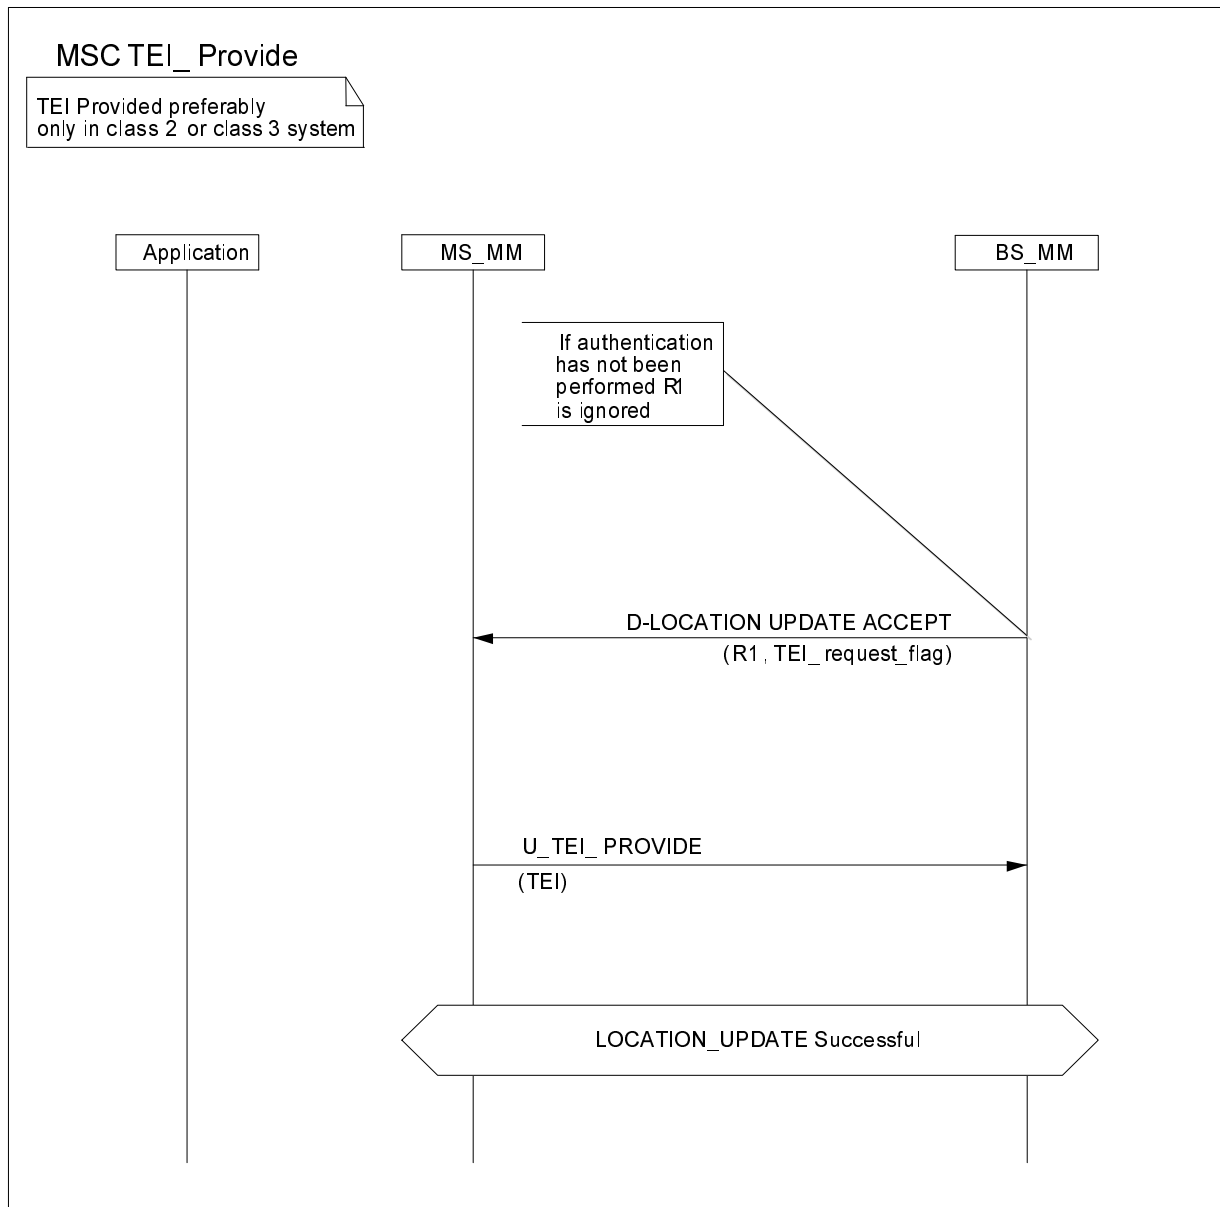 MSC TEI_ Provide
TEI Provided preferably
only in class 2 or class 3 system
Application
MS_MM
BS_MM
If authentication
has not been
performed R1
is ignored
D-LOCATION UPDATE ACCEPT
(R1, TEI_ request_flag)
U_TEI_ PROVIDE
(TEI)
LOCATION_UPDATE Successful